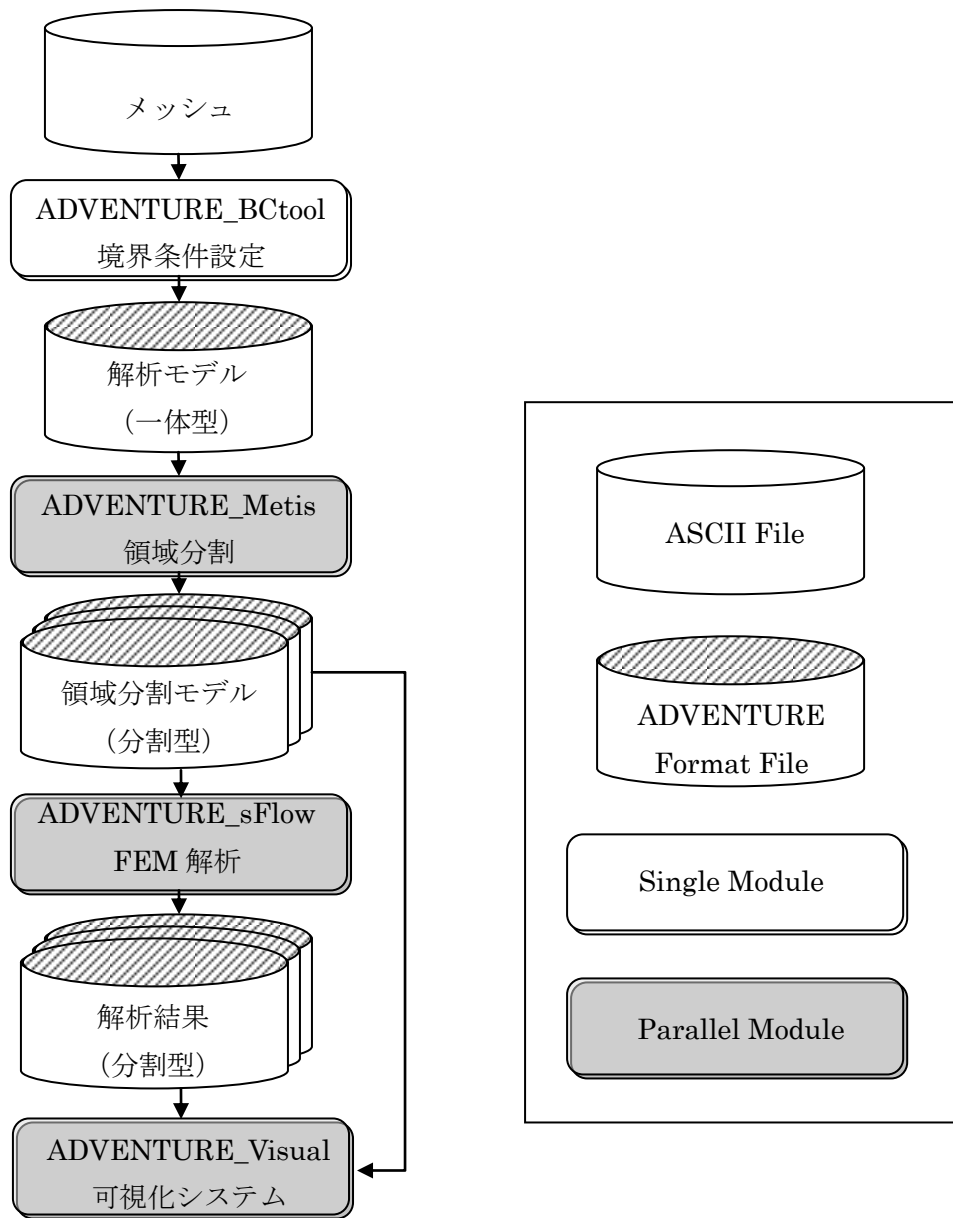 メッシュ
ADVENTURE_BCtool
境界条件設定
解析モデル
(一体型)
ADVENTURE_Metis
領域分割
領域分割モデル
(分割型)
ADVENTURE_sFlow
FEM 解析
解析結果
(分割型)
ADVENTURE_Visual
可視化システム
ASCII File
ADVENTURE
Format File
Single Module
Parallel Module